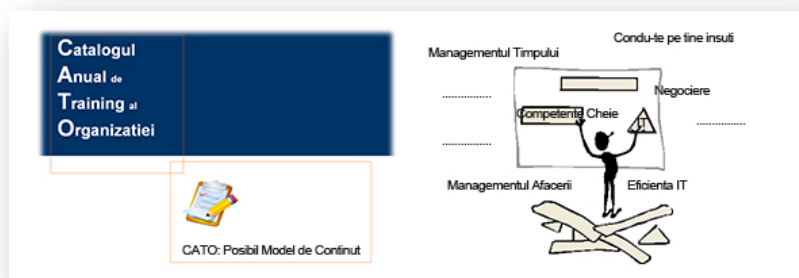 Catalogul
Anual de
Training al
Organizatiei
CATO: Posibil Model de Continut
Condu-te pe tine insuti
Managementul Timpului
Negociere
................
Competente Cheie
IT
................
................
Managementul Afacerii
Eficienta IT